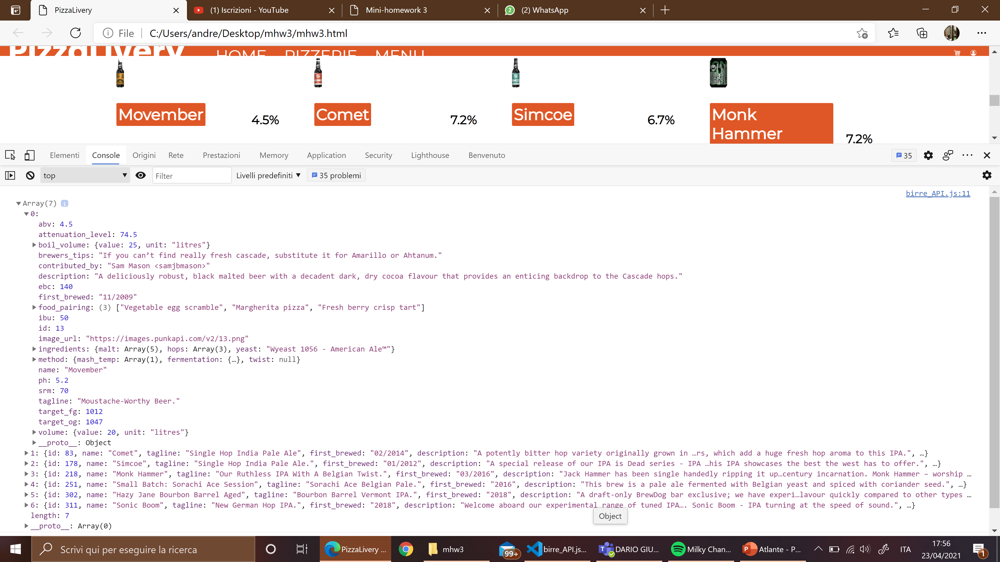 PizzaLivery
(1) Iscrizioni - YouTube
Mini-homework 3
2
(2) WhatsApp
File
C:/Users/andre/Desktop/mhw3/mhw3.html
PizzaLivery HOME PIZZERIE MENU
Movember 4.5% Comet 7.2% Simcoe 6.7% Monk
Hammer 7.2%
Elementi Console Origini Rete Prestazioni Memory Application Security Lighthouse Benvenuto 35
top Filter Livelli predefiniti 35 problemi
birre_API.js:11
Array(7) i
0:
abv: 4.5
attenuation_level: 74.5
boil_volume: {value: 25, unit: "litres"}
brewers_tips: "If you can’t find really fresh cascade, substitute it for Amarillo or Ahtanum."
contributed_by: "Sam Mason <samjbmason>"
description: "A deliciously robust, black malted beer with a decadent dark, dry cocoa flavour that provides an enticing backdrop to the Cascade hops."
ebc: 140
first_brewed: "11/2009"
food_pairing: (3) ["Vegetable egg scramble", "Margherita pizza", "Fresh berry crisp tart"]
ibu: 50
id: 13
image_url: "https://images.punkapi.com/v2/13.png"
ingredients: {malt: Array(5), hops: Array(3), yeast: "Wyeast 1056 - American Ale™"}
method: {mash_temp: Array(1), fermentation: {…}, twist: null}
name: "Movember"
ph: 5.2
srm: 70
tagline: "Moustache-Worthy Beer."
target_fg: 1012
target_og: 1047
volume: {value: 20, unit: "litres"}
__proto__: Object
1: {id: 83, name: "Comet", tagline: "Single Hop India Pale Ale", first_brewed: "02/2014", description: "A potently bitter hop variety originally grown in …rs, which add a huge fresh hop aroma to this IPA.", …}
2: {id: 178, name: "Simcoe", tagline: "Single Hop India Pale Ale.", first_brewed: "01/2012", description: "A special release of our IPA is Dead series - IPA …his IPA showcases the best the west has to offer.", …}
3: {id: 218, name: "Monk Hammer", tagline: "Our Ruthless IPA With A Belgian Twist.", first_brewed: "03/2016", description: "Jack Hammer has been single handedly ripping it up…century incarnation. Monk Hammer – worship …
4: {id: 251, name: "Small Batch: Sorachi Ace Session", tagline: "Sorachi Ace Belgian Pale.", first_brewed: "2016", description: "This brew is a pale ale fermented with Belgian yeast and spiced with coriander seed.", …}
5: {id: 302, name: "Hazy Jane Bourbon Barrel Aged", tagline: "Bourbon Barrel Vermont IPA.", first_brewed: "2018", description: "A draft-only BrewDog bar exclusive; we have experi…lavour quickly compared to other types …
6: {id: 311, name: "Sonic Boom", tagline: "New German Hop IPA.", first_brewed: "2018", description: "Welcome aboard our experimental range of tuned IPA…. Sonic Boom - IPA turning at the speed of sound.", …}
length: 7
Object
__proto__: Array(0)
Scrivi qui per eseguire la ricerca
PizzaLivery ...
mhw3
99+
birre_API.js...
DARIO GIU...
Milky Chan...
Atlante - P...
ITA
17:56
23/04/2021
1